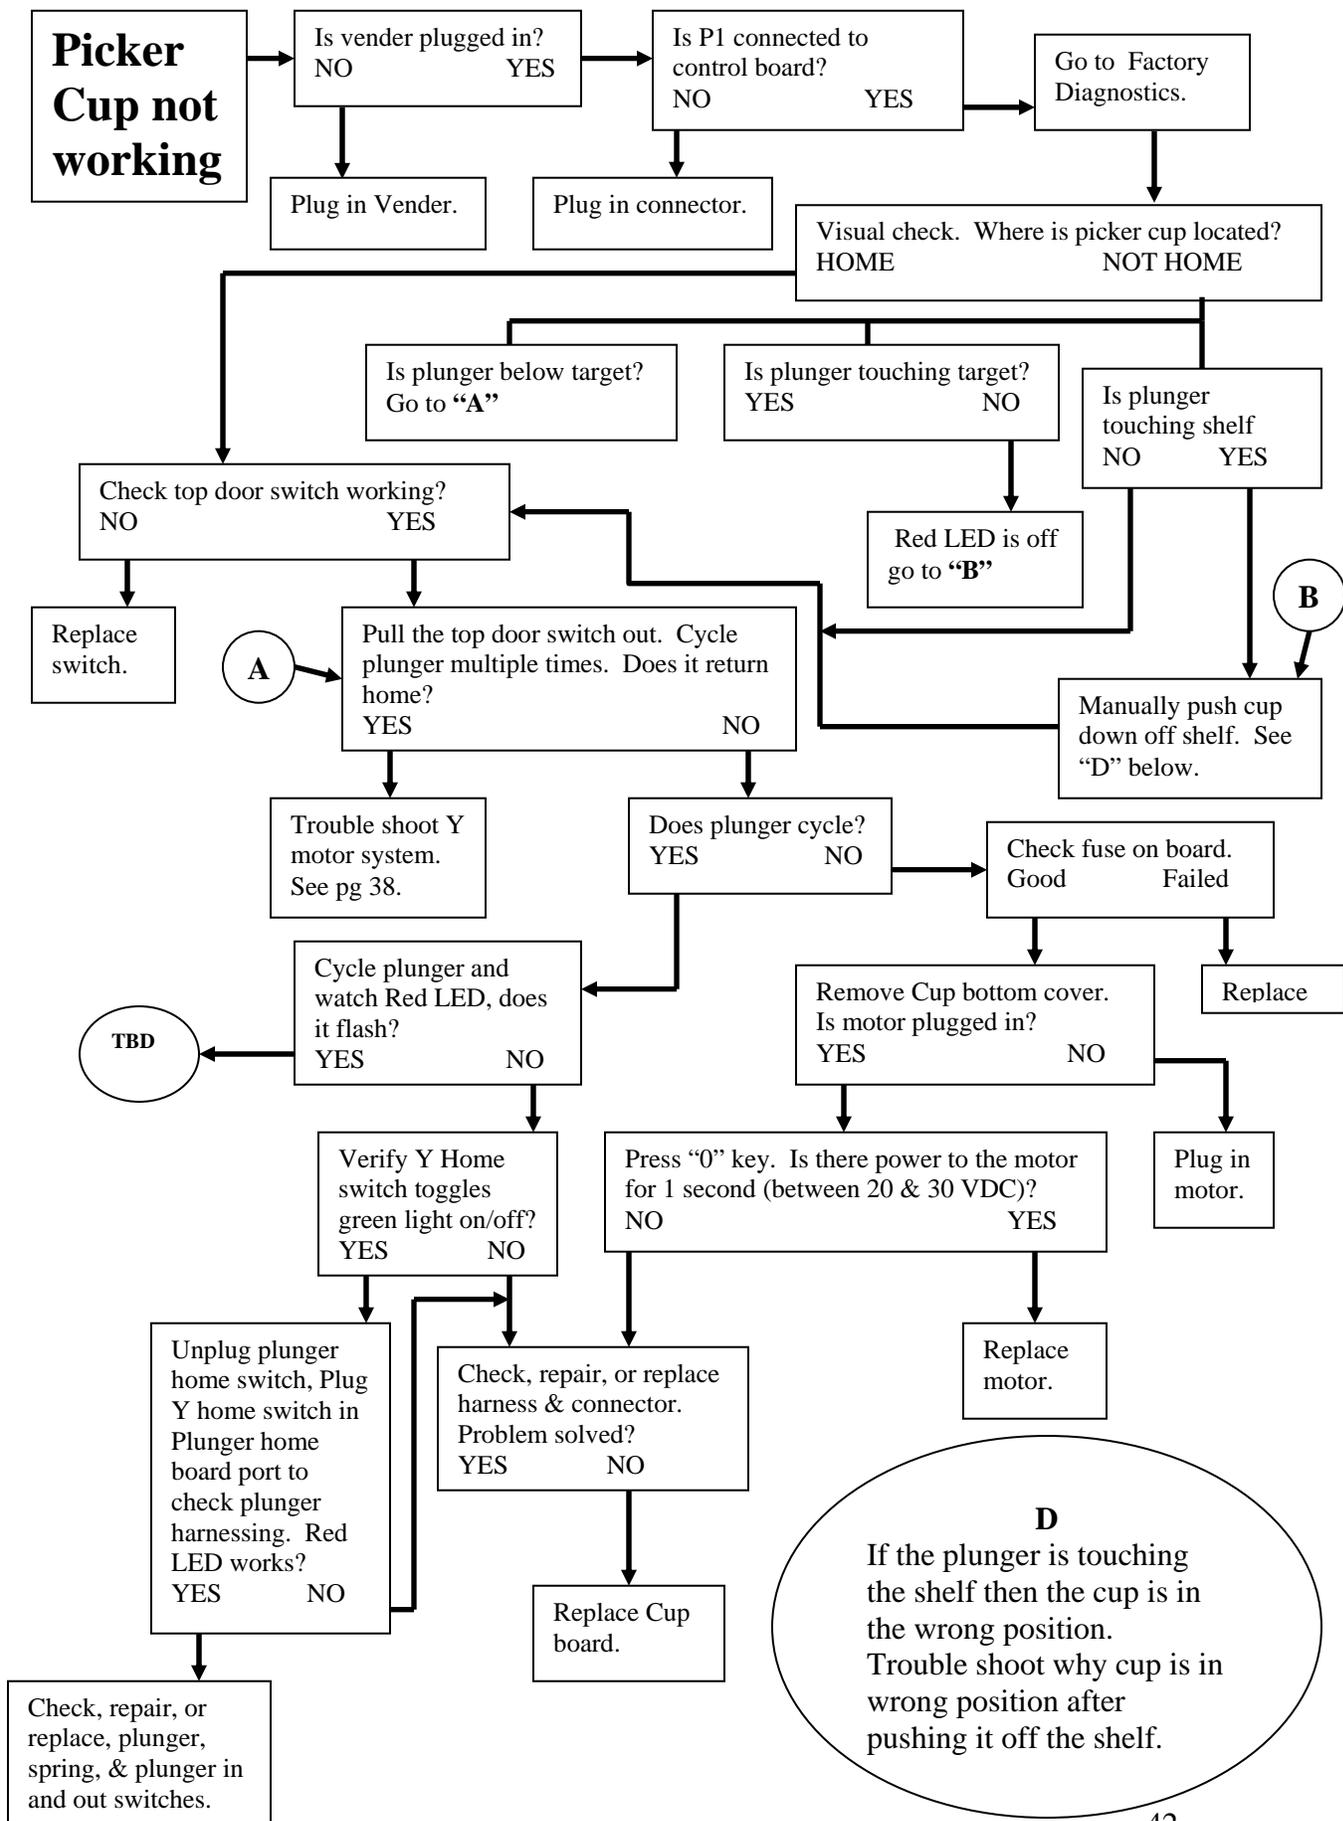 Picker
Cup not
working
Is vender plugged in?
NO YES
Is P1 connected to
control board?
NO YES
Go to Factory
Diagnostics.
Plug in Vender.
Plug in connector.
Visual check. Where is picker cup located?
HOME NOT HOME
Is plunger below target?
Go to “A”
Is plunger touching target?
YES NO
Is plunger
touching shelf
NO YES
Check top door switch working?
NO YES
Red LED is off
go to “B”
B
Replace
switch.
A
Pull the top door switch out. Cycle
plunger multiple times. Does it return
home?
YES NO
Manually push cup
down off shelf. See
“D” below.
Trouble shoot Y
motor system.
See pg 38.
Does plunger cycle?
YES NO
Check fuse on board.
Good Failed
Cycle plunger and
watch Red LED, does
it flash?
YES NO
TBD
Remove Cup bottom cover.
Is motor plugged in?
YES NO
Replace
Verify Y Home
switch toggles
green light on/off?
YES NO
Press “0” key. Is there power to the motor
for 1 second (between 20 & 30 VDC)?
NO YES
Plug in
motor.
Unplug plunger
home switch, Plug
Y home switch in
Plunger home
board port to
check plunger
harnessing. Red
LED works?
YES NO
Check, repair, or replace
harness & connector.
Problem solved?
YES NO
Replace
motor.
Replace Cup
board.
D
If the plunger is touching
the shelf then the cup is in
the wrong position.
Trouble shoot why cup is in
wrong position after
pushing it off the shelf.
Check, repair, or
replace, plunger,
spring, & plunger in
and out switches.